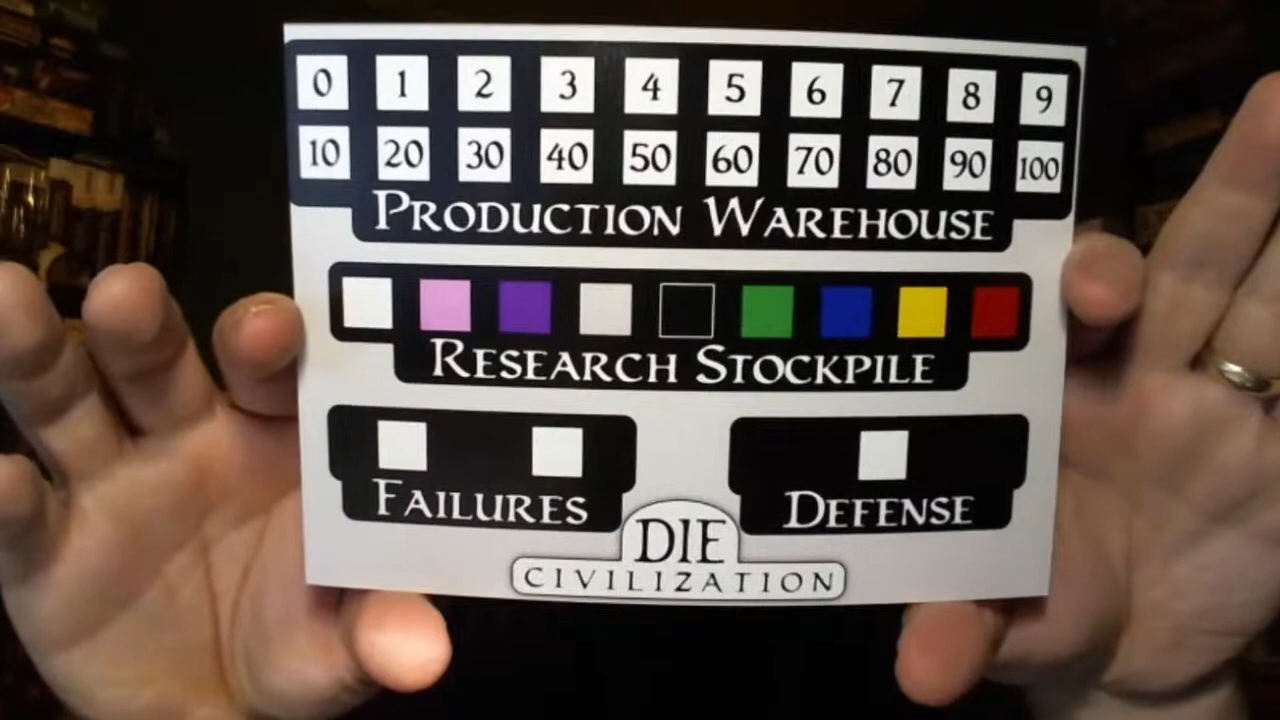 0 1 2 3 4 5 6 7 8 9
10 20 30 40 50 60 70 80 90 100
PRODUCTION WAREHOUSE
RESEARCH STOCKPILE
FAILURES DEFENSE
DIE
CIVILIZATION